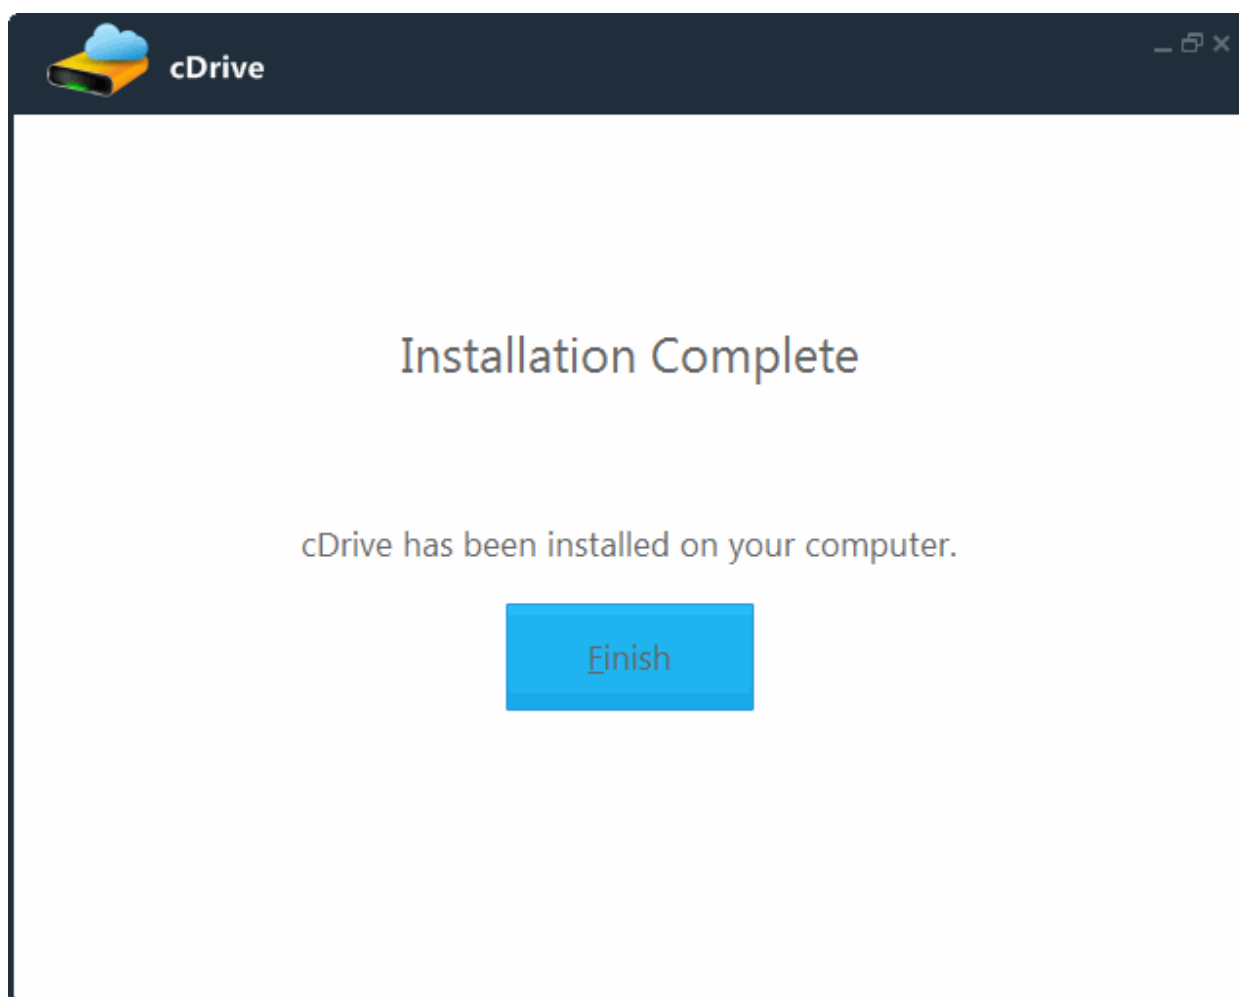 cDrive
Installation Complete
cDrive has been installed on your computer.
Finish